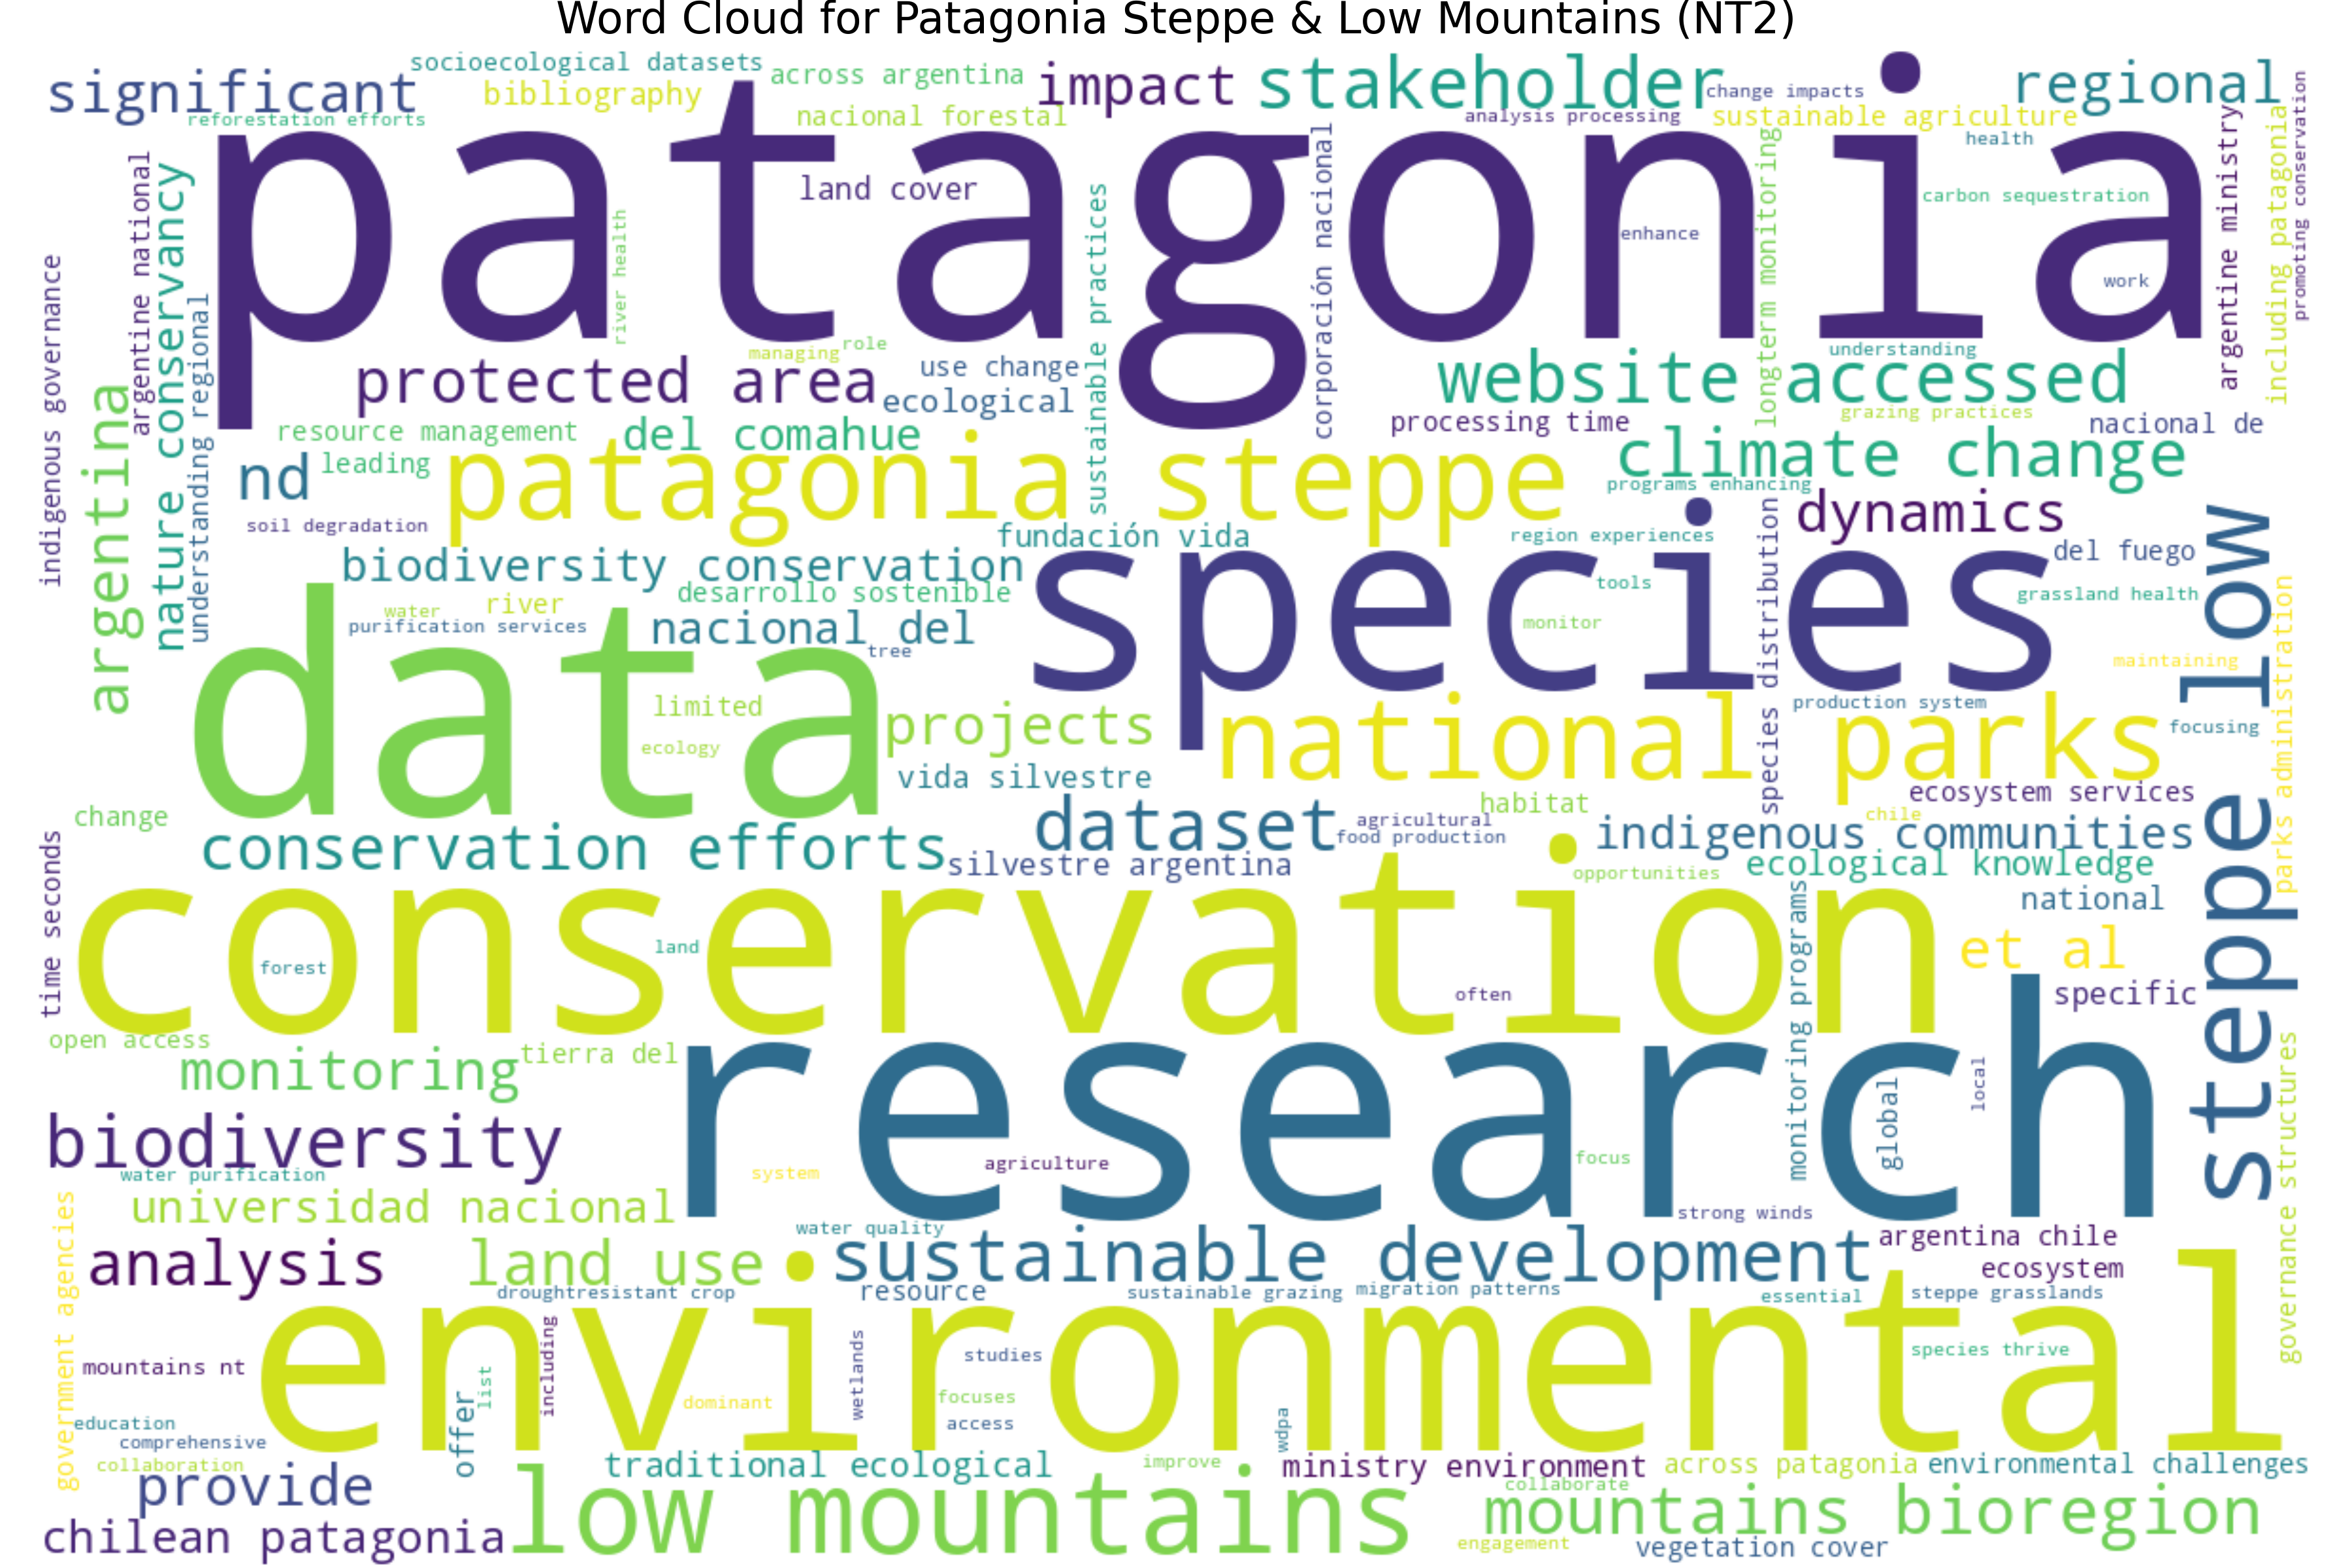 Word Cloud for Patagonia Steppe & Low Mountains (NT2)
socioecological datasets
significant
bibliography
across argentina
impact
stakeholder
change impacts
regional
reforestation efforts
nacional forestal
analysis processing
sustainable agriculture
health
patagonia
land cover
carbon sequestration
enhance
work
river health
sustainable practices
corporación nacional
longterm monitoring
argentine ministry
including patagonia
promoting conservation
indigenous governance
argentine national
nature conservancy
understanding regional
argentina
managing
role
understanding
protected area
use change
website accessed
ecological
grazing practices
processing time
nacional de
resource management
del comahue
climate change
nd
leading
patagonia steppe
programs enhancing
soil degradation
dynamics
fundación vida
region experiences
del fuego
biodiversity conservation
species
species distribution
tools
desarrollo sostenible
grassland health
water
river
purification services
nacional del
monitor
tree
maintaining
data
limited
ecology
projects
national parks
production system
focusing
steppe low
parks administration
vida silvestre
ecosystem services
change
dataset
habitat
chile
agricultural
food production
indigenous communities
conservation efforts
silvestre argentina
opportunities
ecological knowledge
time seconds
conservation
national
land
et al
forest
often
specific
monitoring programs
open access
monitoring
tierra del
research
global
local
governance structures
biodiversity
agriculture
focus
water purification
system
universidad nacional
strong winds
water quality
government agencies
analysis
land use
sustainable development
argentina chile
ecosystem
droughtresistant crop
resource
sustainable grazing
migration patterns
essential
steppe grasslands
environmental
mountains nt
studies
species thrive
including
wetlands
list
offer
focuses
dominant
access
wdpa
education
comprehensive
collaboration
traditional ecological
improve
ministry environment
across patagonia
environmental challenges
provide
collaborate
low mountains
mountains bioregion
chilean patagonia
engagement
vegetation cover